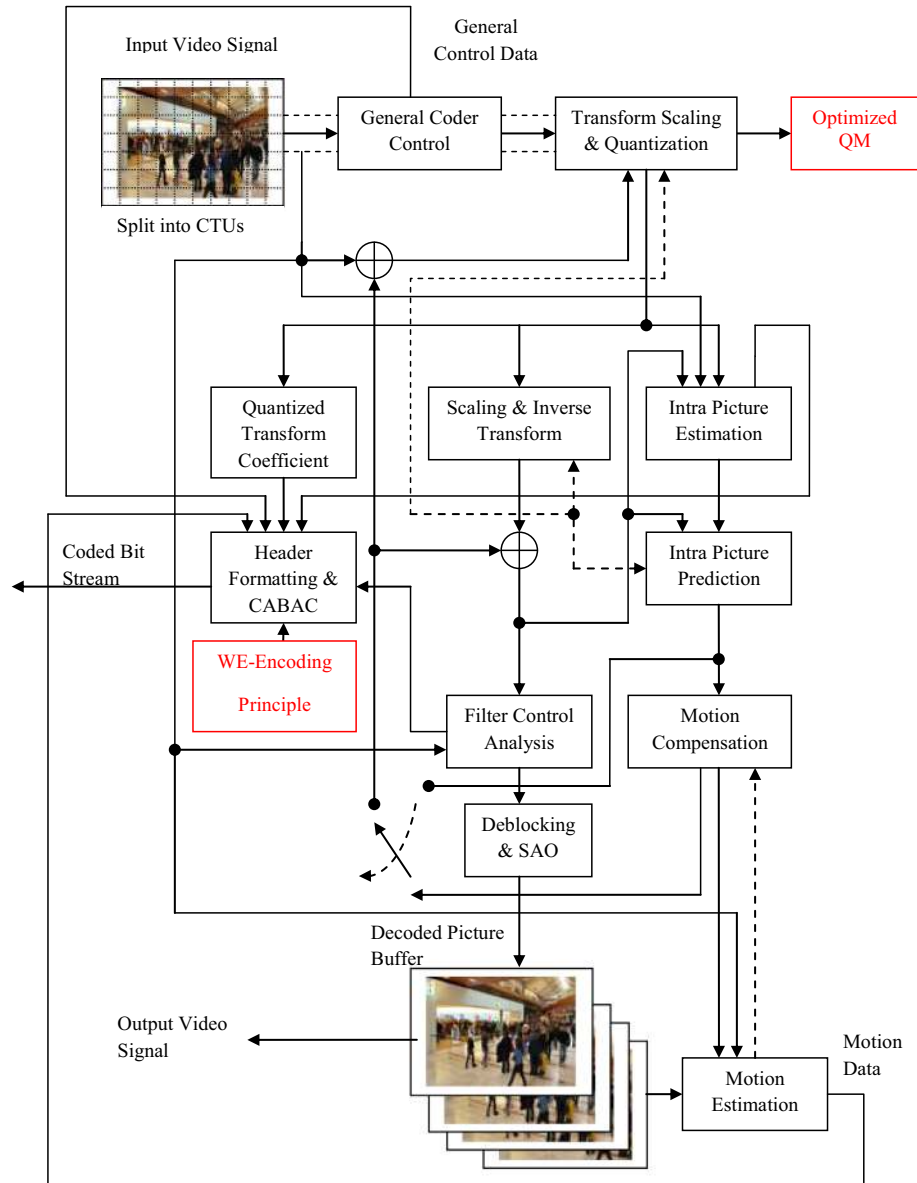 Input Video Signal
General
Control Data
General Coder
Control
Transform Scaling
& Quantization
Optimized
QM
Split into CTUs
Quantized
Transform
Coefficient
Scaling & Inverse
Transform
Intra Picture
Estimation
Coded Bit
Stream
Header
Formatting &
CABAC
Intra Picture
Prediction
WE-Encoding
Principle
Filter Control
Analysis
Motion
Compensation
Deblocking
& SAO
Decoded Picture
Buffer
Output Video
Signal
Motion
Estimation
Motion
Data